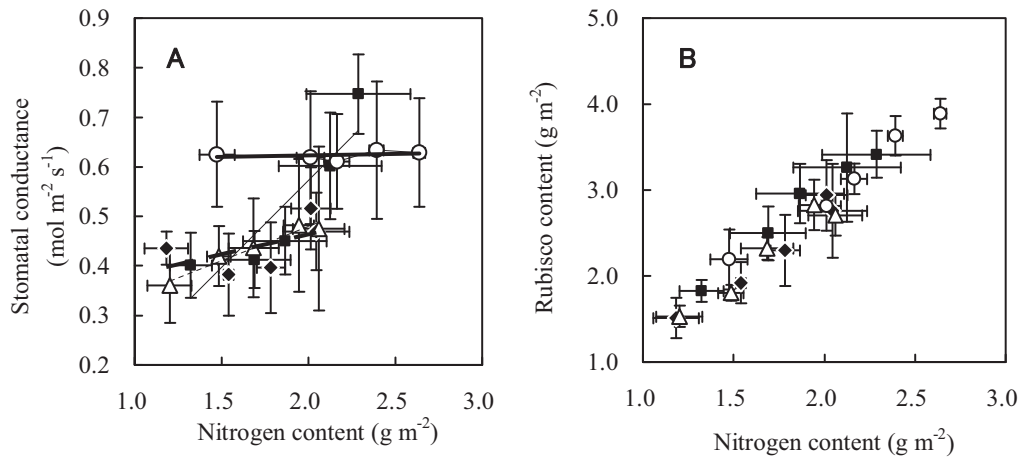 A
Stomatal conductance
(mol m⁻² s⁻¹)
0.9
0.8
0.7
0.6
0.5
0.4
0.3
0.2
1.0 1.5 2.0 2.5 3.0
Nitrogen content (g m⁻²)
B
Rubisco content (g m⁻²)
5.0
4.0
3.0
2.0
1.0
1.0 1.5 2.0 2.5 3.0
Nitrogen content (g m⁻²)